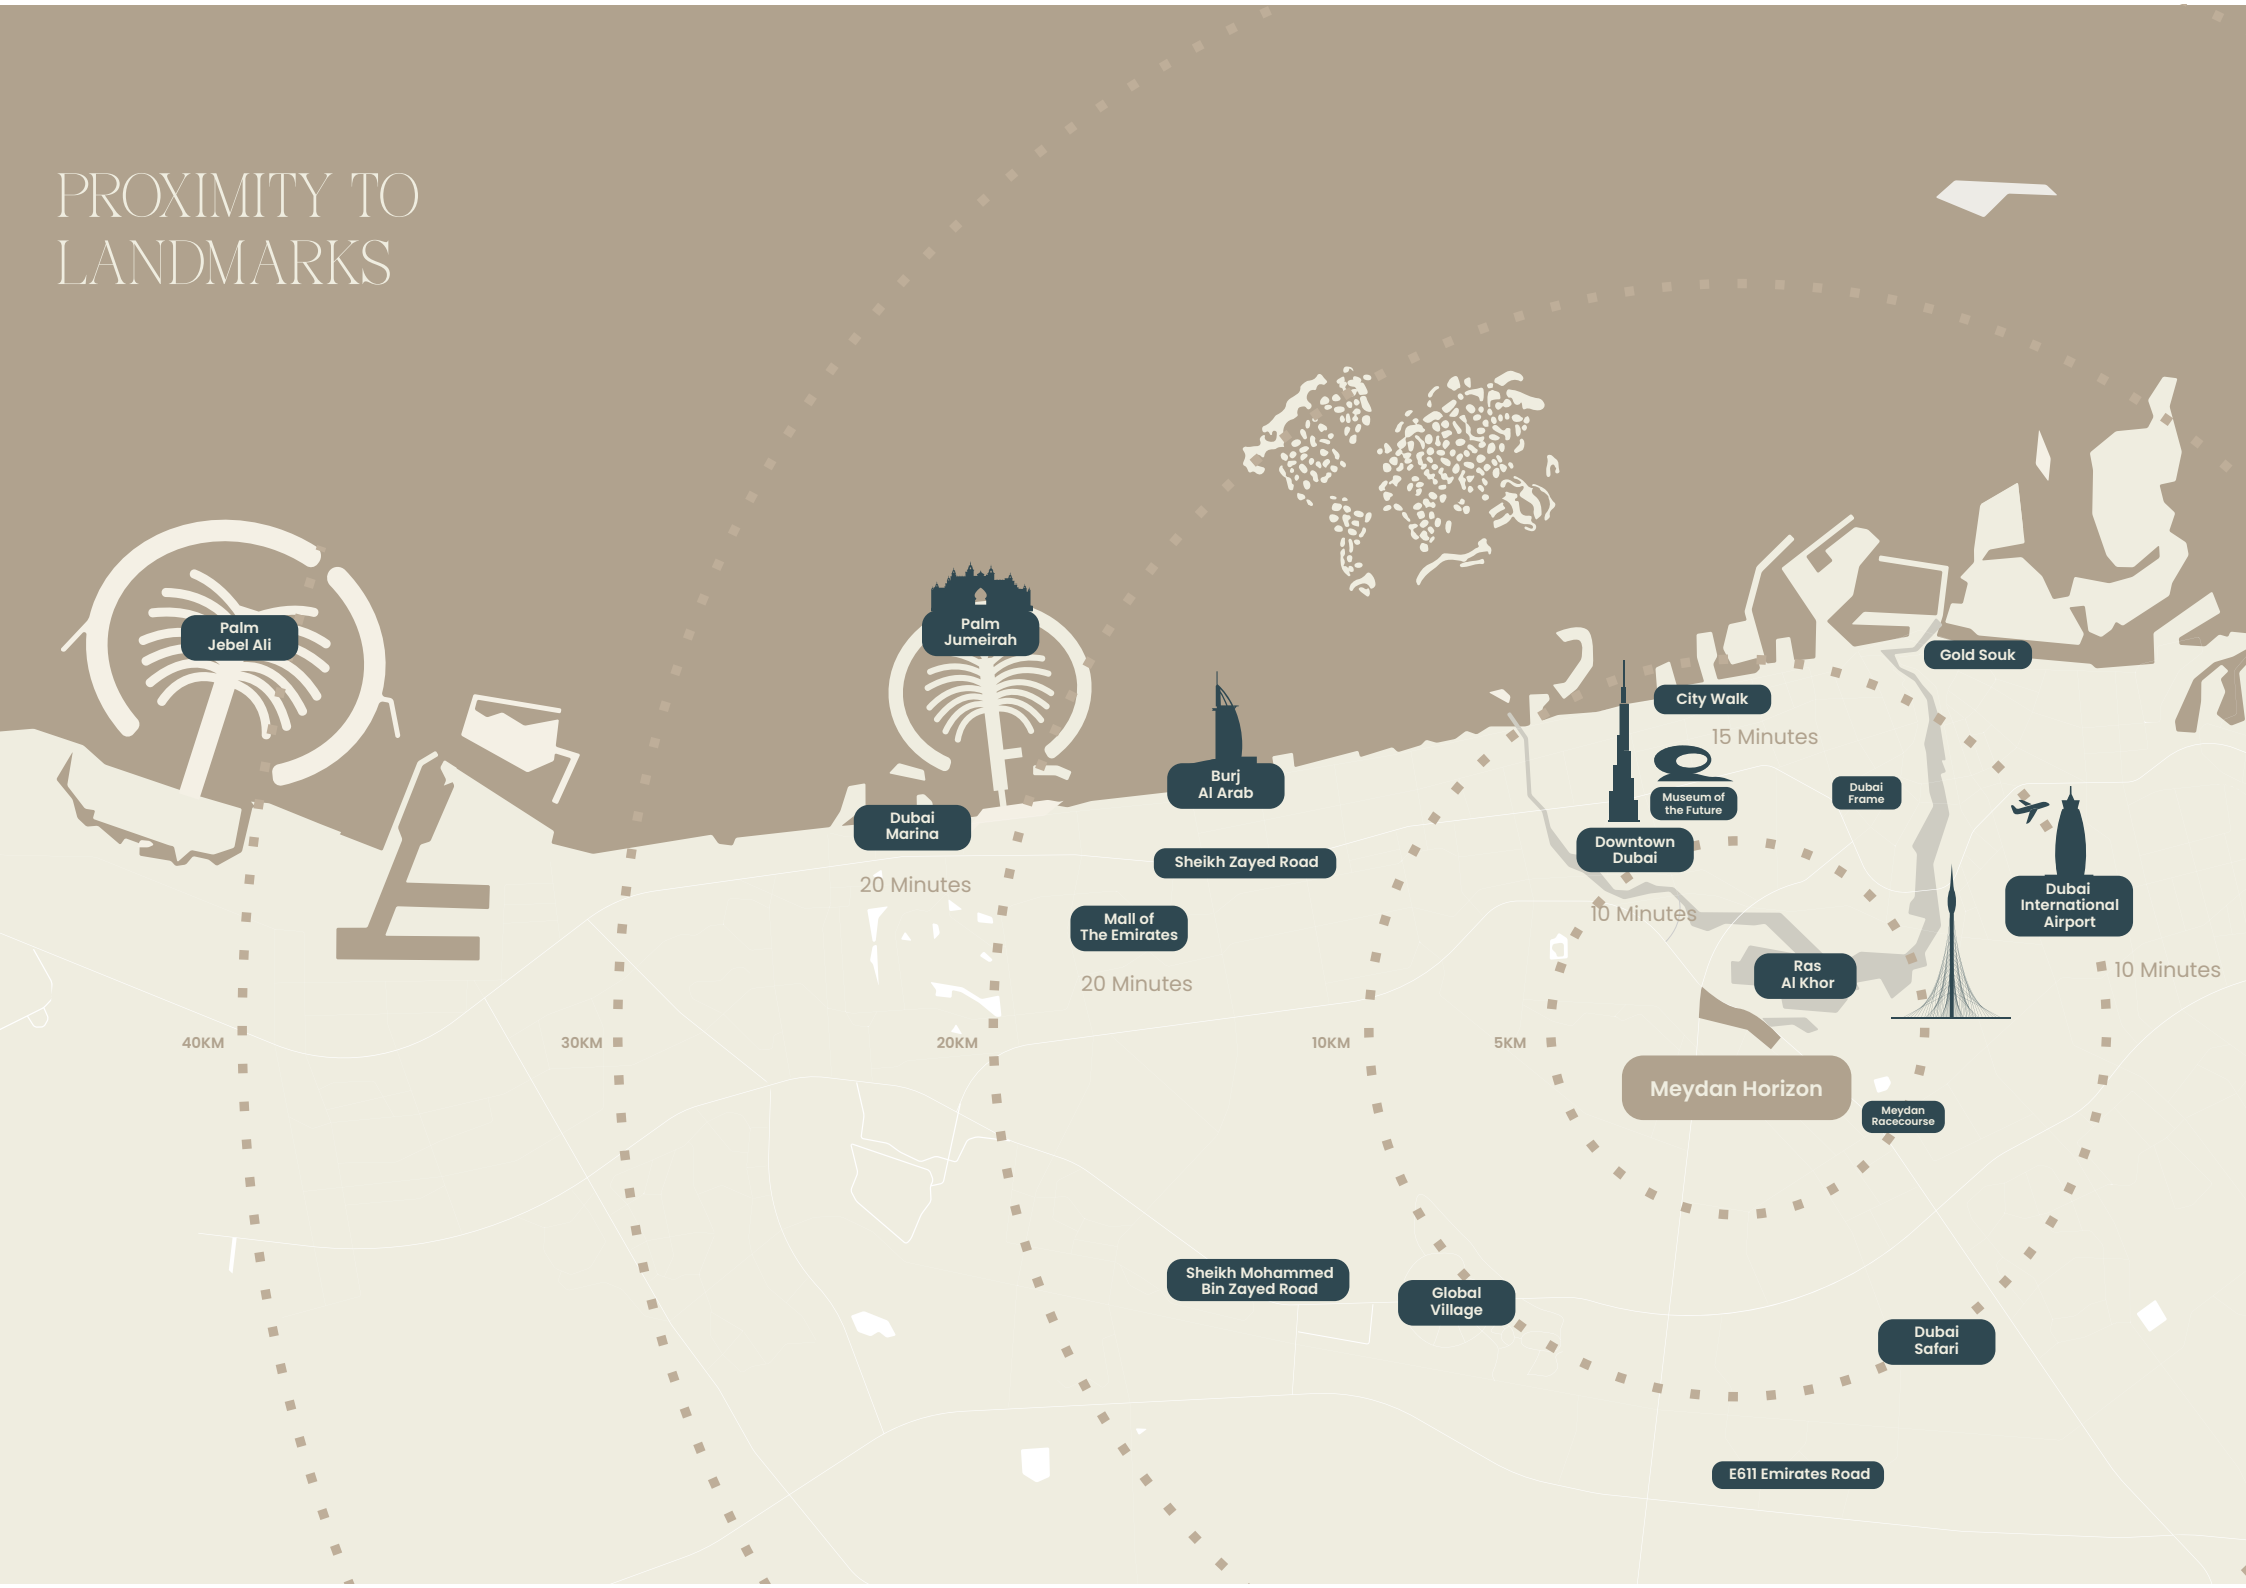 PROXIMITY TO
LANDMARKS
Palm
Jebel Ali
Palm
Jumeirah
Gold Souk
City Walk
15 Minutes
Burj
Al Arab
Museum of
the Future
Dubai
Frame
Dubai
Marina
20 Minutes
Sheikh Zayed Road
Downtown
Dubai
10 Minutes
Dubai
International
Airport
10 Minutes
Mall of
The Emirates
20 Minutes
Ras
Al Khor
40KM
30KM
20KM
10KM
5KM
Meydan Horizon
Meydan
Racecourse
Sheikh Mohammed
Bin Zayed Road
Global
Village
Dubai
Safari
E611 Emirates Road